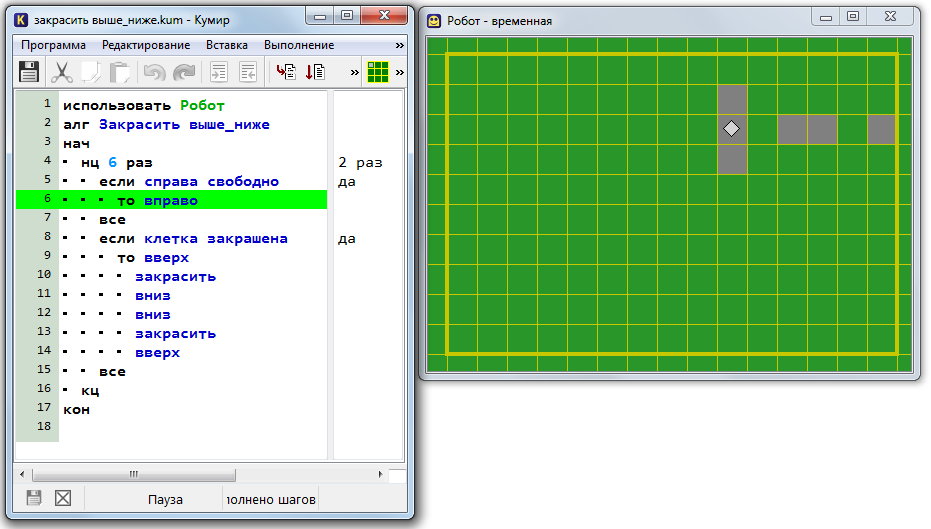 закрасить выше_ниже.kum - Кумир
Программа Редактирование Вставка Выполнение »
» »
1 использовать Робот
2 алг Закрасить выше_ниже
3 нач
4 нц 6 раз 2 раз
5 если справа свободно да
6 то вправо
7 все
8 если клетка закрашена да
9 то вверх
10 закрасить
11 вниз
12 вниз
13 закрасить
14 вверх
15 все
16 кц
17 кон
18
Пауза олнено шагов
Робот - временная